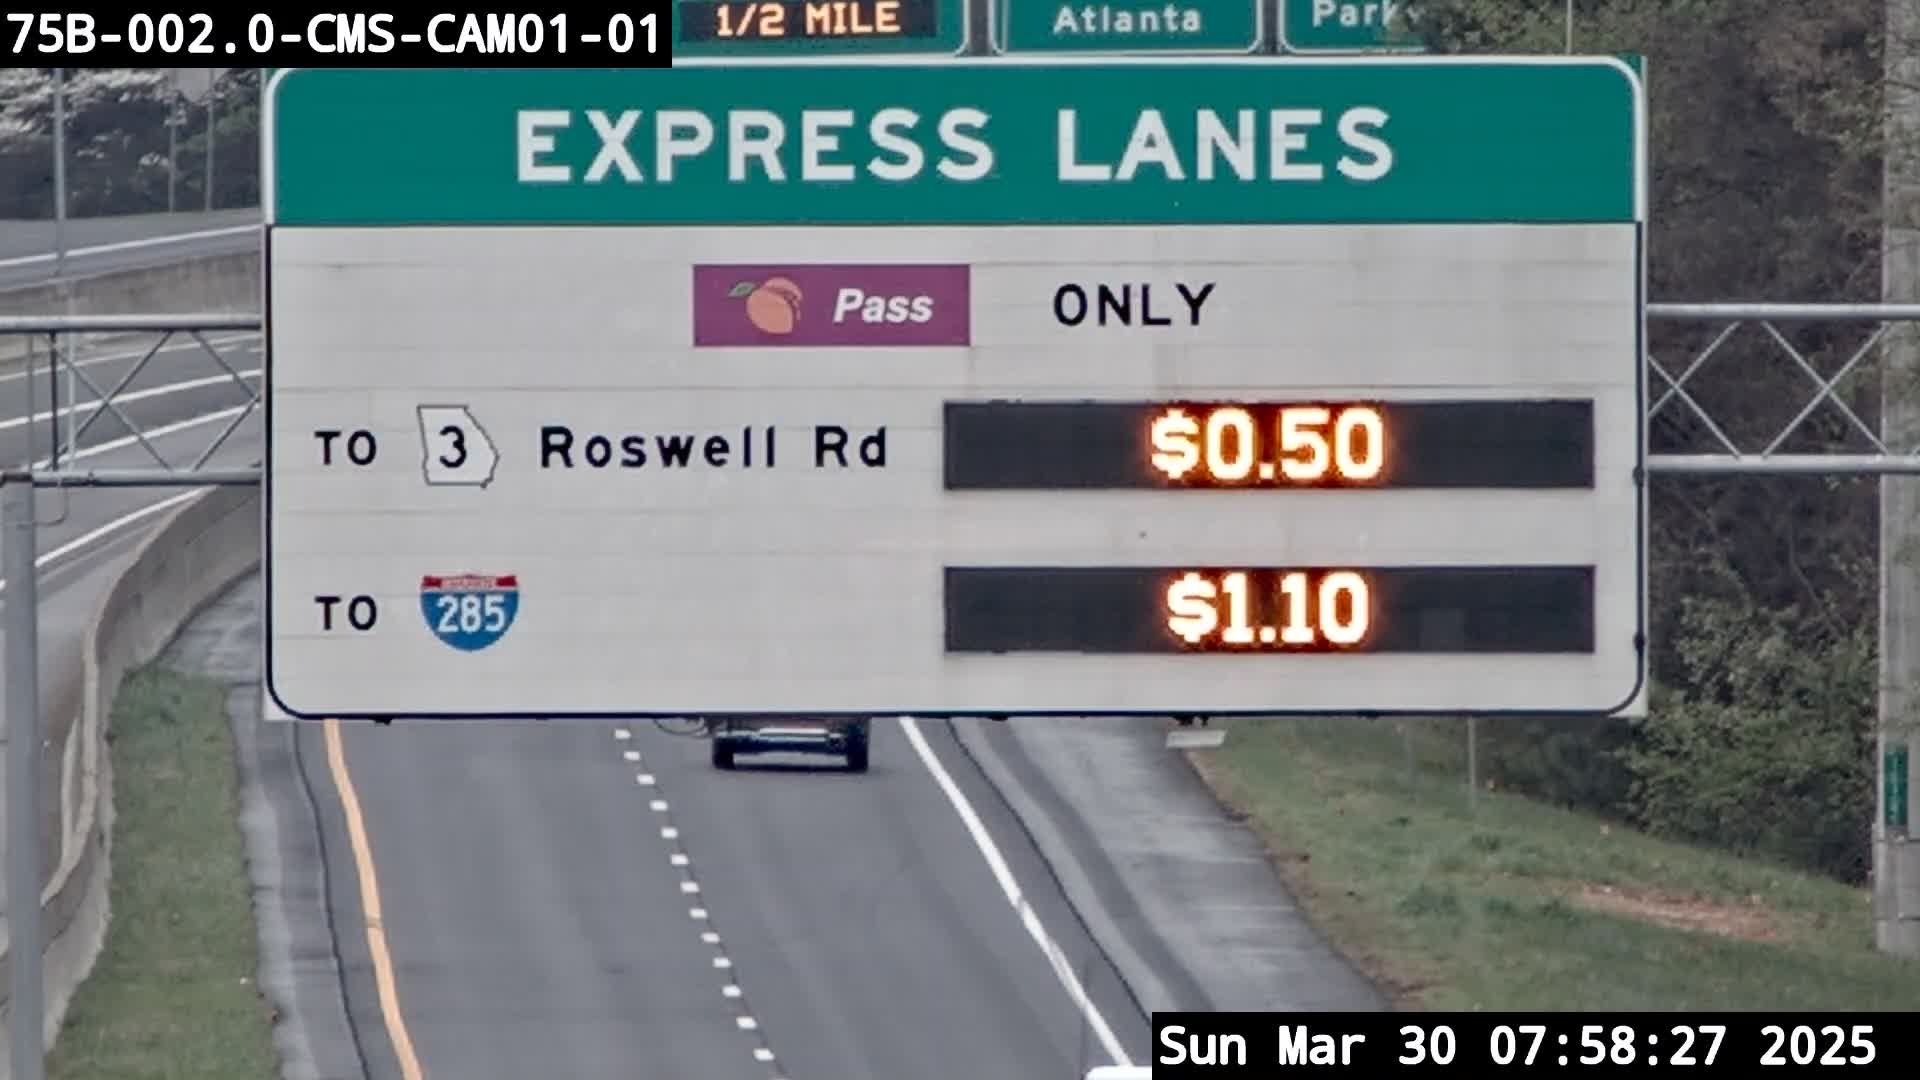 75B-002.0-CMS-CAM01-01
1/2 MILE
Atlanta
EXPRESS LANES
Pass ONLY
TO 3 Roswell Rd $0.50
TO 285 $1.10
Sun Mar 30 07:58:27 2025